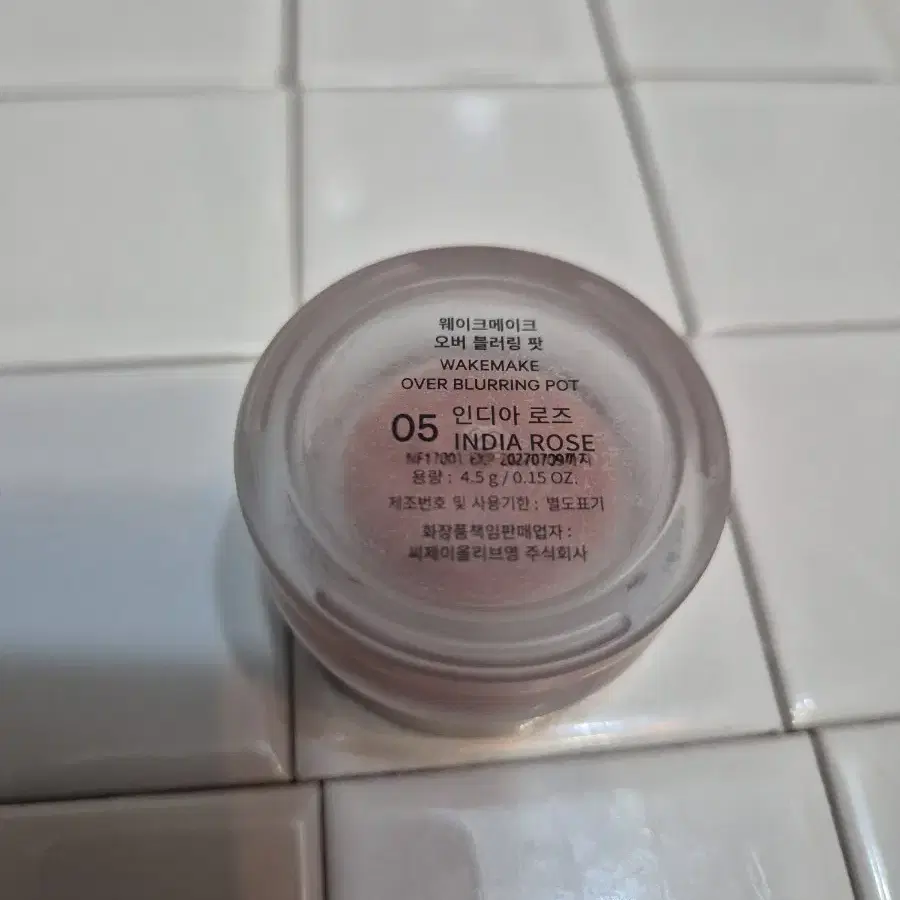 웨이크메이크
오버 블러링 팟
WAKEMAKE
OVER BLURRING POT
05 인디아 로즈
INDIA ROSE
NF17001 EXP 20270709까지
용량 : 4.5 g / 0.15 OZ.
제조번호 및 사용기한 : 별도표기
화장품책임판매업자 :
씨제이올리브영 주식회사